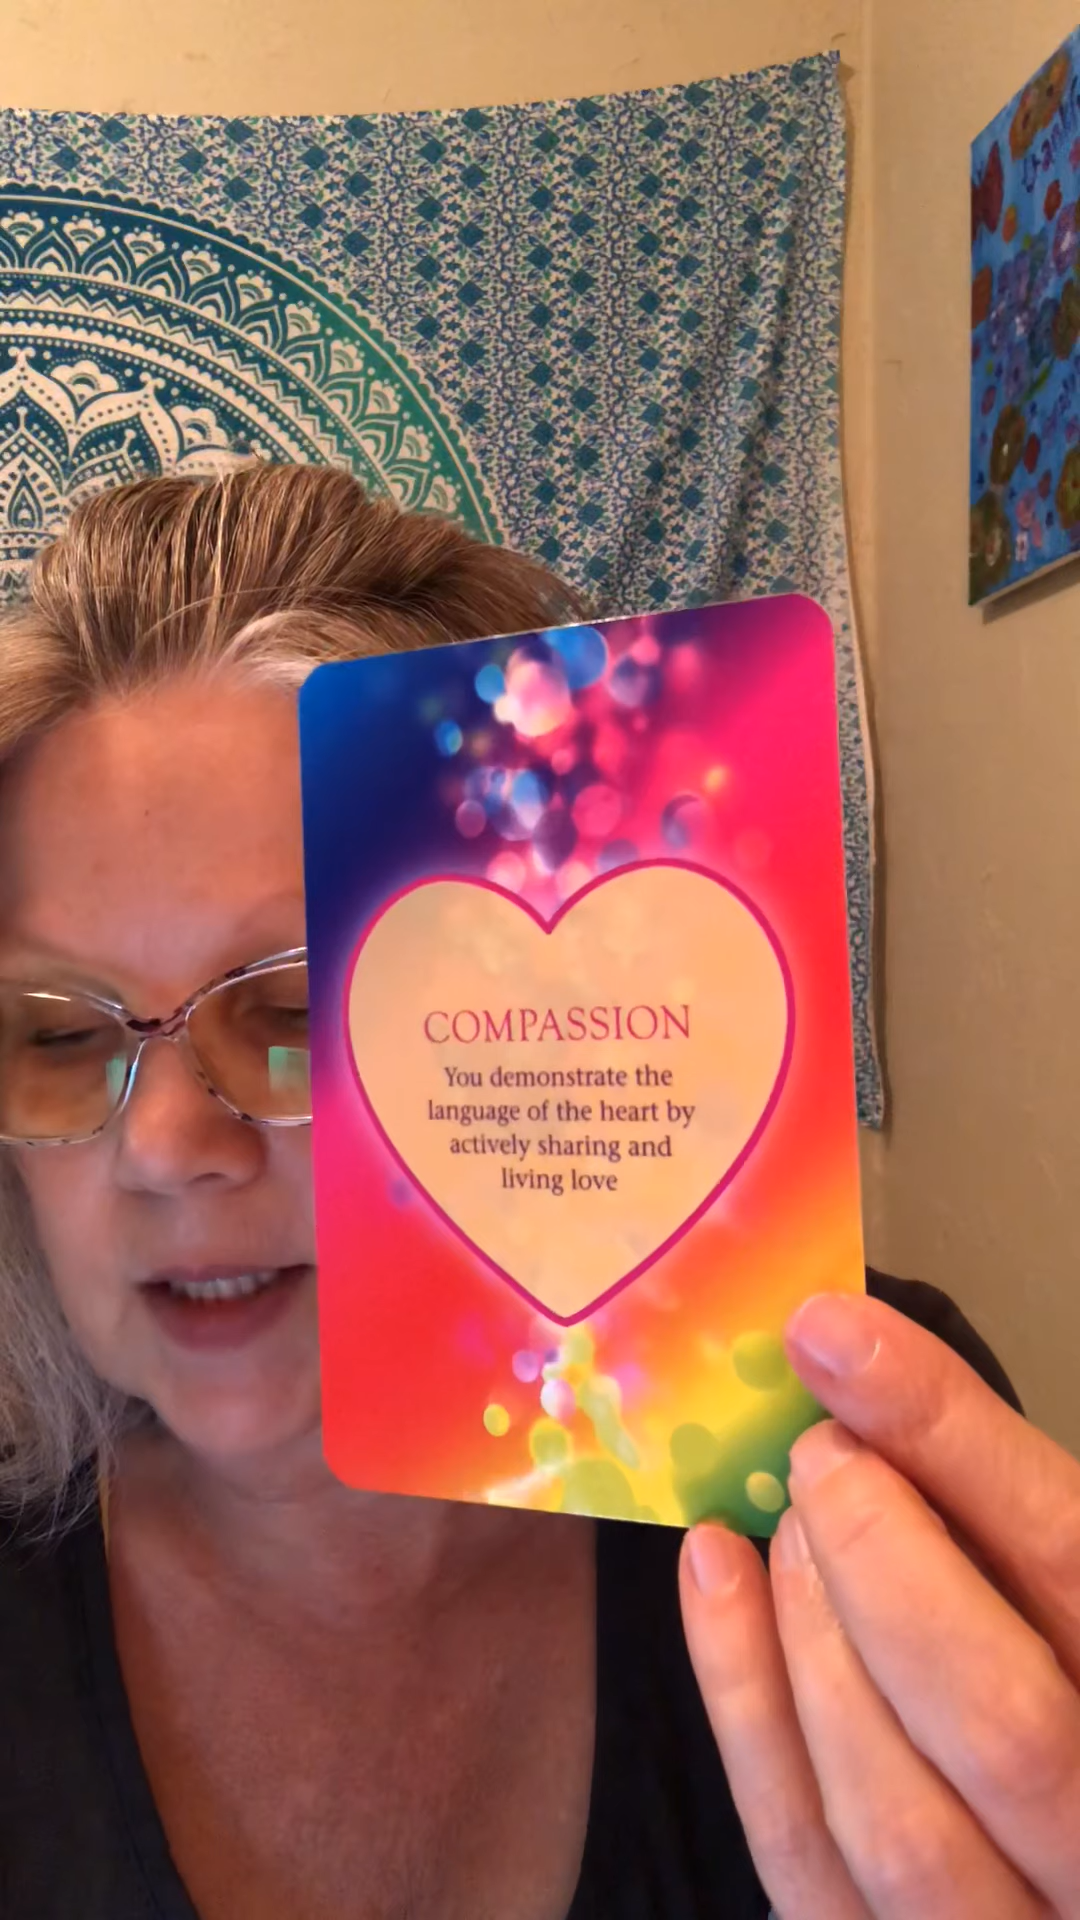 COMPASSION
You demonstrate the
language of the heart by
actively sharing and
living love